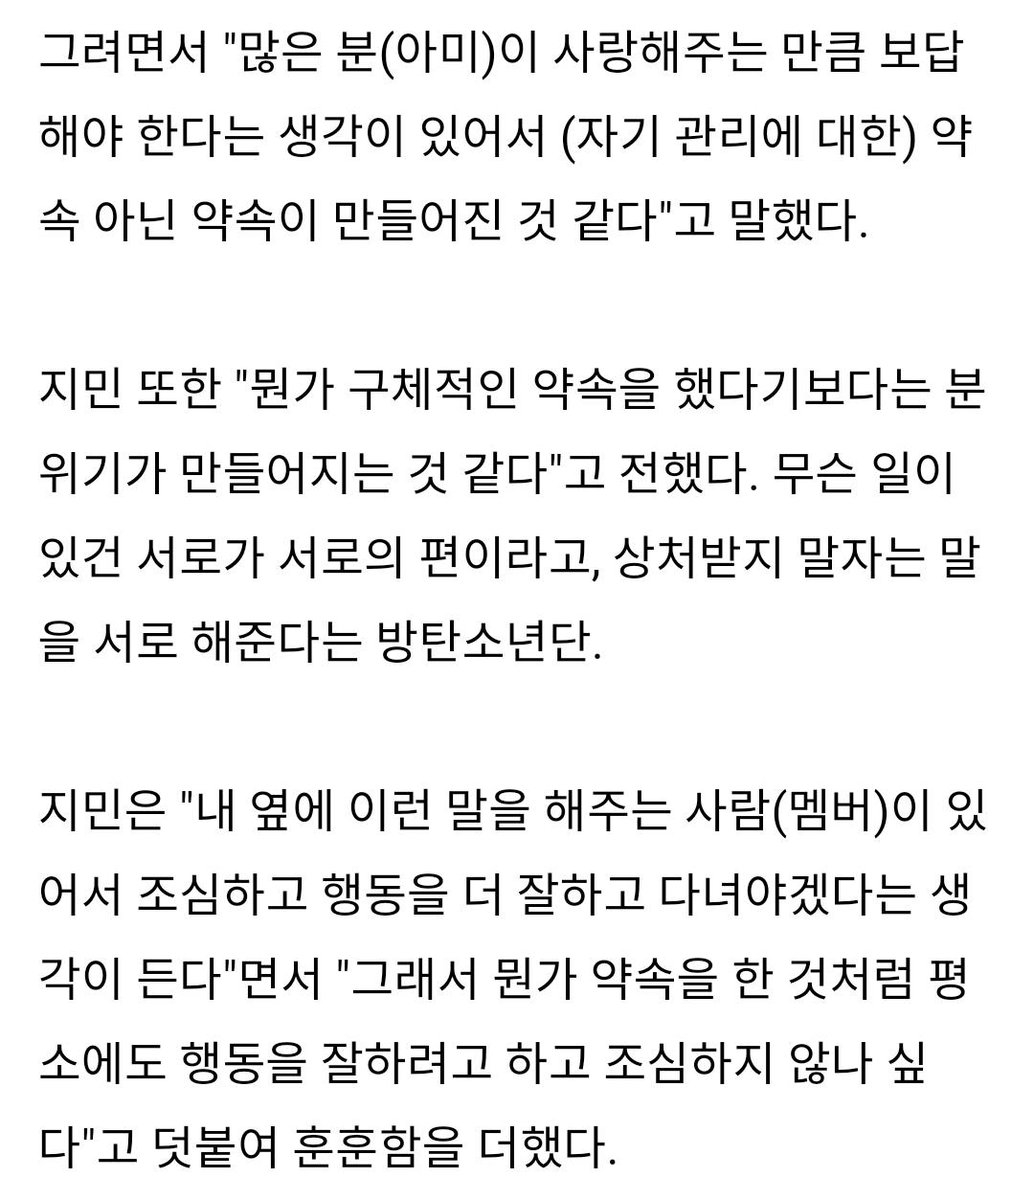 그러면서 "많은 분(아미)이 사랑해주는 만큼 보답
해야 한다는 생각이 있어서 (자기 관리에 대한) 약
속 아닌 약속이 만들어진 것 같다"고 말했다.
지민 또한 "뭔가 구체적인 약속을 했다기보다는 분
위기가 만들어지는 것 같다"고 전했다. 무슨 일이
있건 서로가 서로의 편이라고, 상처받지 말자는 말
을 서로 해준다는 방탄소년단.
지민은 "내 옆에 이런 말을 해주는 사람(멤버)이 있
어서 조심하고 행동을 더 잘하고 다녀야겠다는 생
각이 든다"면서 "그래서 뭔가 약속을 한 것처럼 평
소에도 행동을 잘하려고 하고 조심하지 않나 싶
다"고 덧붙여 훈훈함을 더했다.